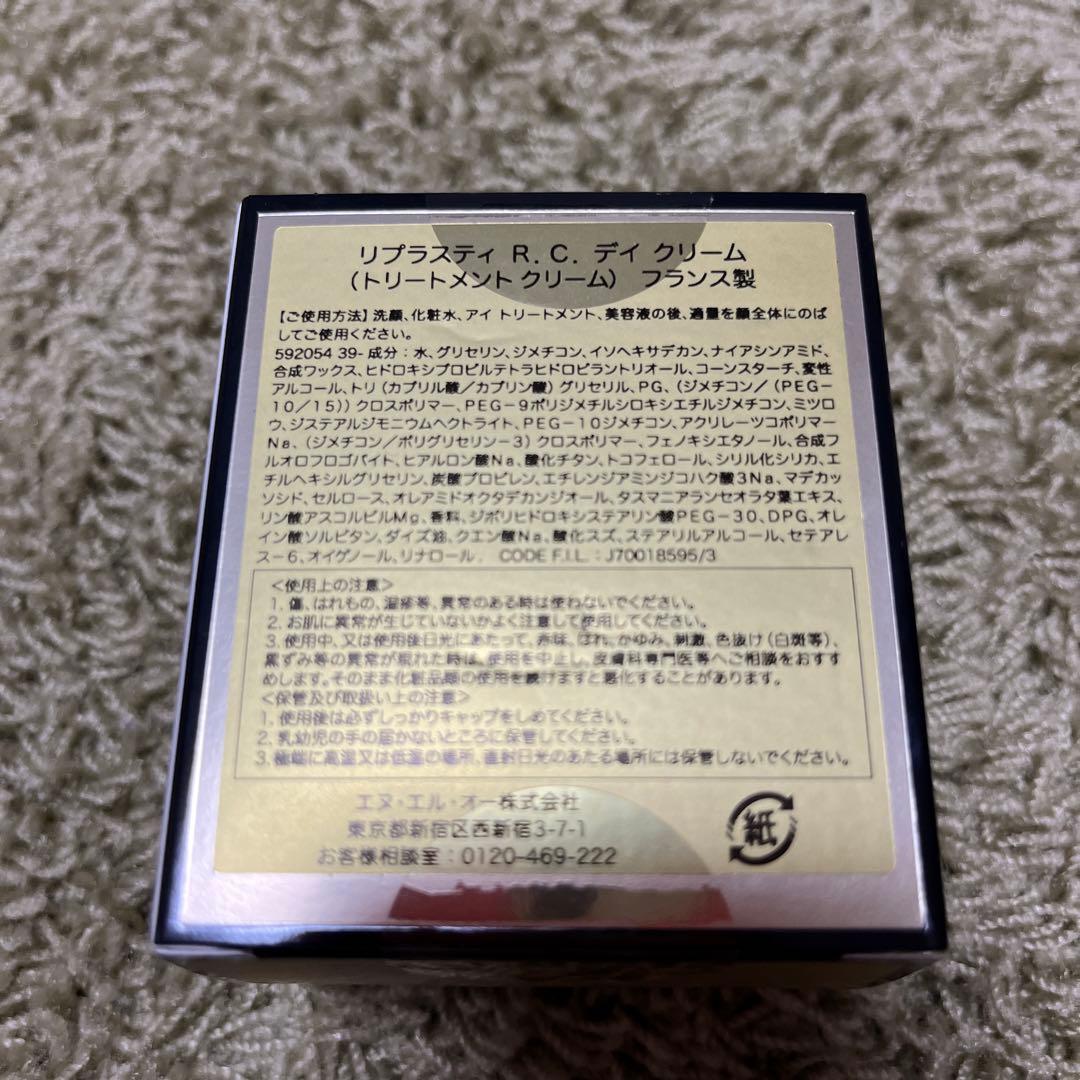 リプラスティ R. C. デイ クリーム
(トリートメント クリーム) フランス製
【ご使用方法】洗顔、化粧水、アイ トリートメント、美容液の後、適量を顔全体にのば
してご使用ください。
592054 39- 成分：水、グリセリン、ジメチコン、イソヘキサデカン、ナイアシンアミド、
合成ワックス、ヒドロキシプロピルテトラヒドロピラントリオール、コーンスターチ、変性
アルコール、トリ（カプリル酸／カプリン酸）グリセリル、PG、（ジメチコン／（PEG-
10／15））クロスポリマー、PEG-9ポリジメチルシロキシエチルジメチコン、ミツロ
ウ、ジステアルジモニウムヘクトライト、PEG-10ジメチコン、アクリレーツコポリマー
Na、（ジメチコン／ポリグリセリン-3）クロスポリマー、フェノキシエタノール、合成フ
ルオロフロゴパイト、ヒアルロン酸Na、酸化チタン、トコフェロール、シリル化シリカ、エ
チルヘキシルグリセリン、炭酸プロピレン、エチレンジアミンジコハク酸3Na、マデカッ
ソシド、セルロース、オレアミドオクタデカンジオール、タスマニアランセオラタ葉エキス、
リン酸アスコルビルMg、香料、ジポリヒドロキシステアリン酸PEG-30、DPG、オレ
イン酸ソルビタン、ダイズ油、クエン酸Na、酸化スズ、ステアリルアルコール、セテアレ
ス-6、オイゲノール、リナロール． CODE F.I.L.：J70018595/3
＜使用上の注意＞
1. 傷、はれもの、湿疹等、異常のある時は使わないでください。
2. お肌に異常が生じていないかよく注意して使用してください。
3. 使用中、又は使用後日光にあたって、赤味、はれ、かゆみ、刺激、色抜け（白斑等）、
黒ずみ等の異常が現れた時は、使用を中止し、皮膚科専門医等へご相談をおすす
めします。そのまま化粧品類の使用を続けますと悪化することがあります。
＜保管及び取扱い上の注意＞
1. 使用後は必ずしっかりキャップをしめてください。
2. 乳幼児の手の届かないところに保管してください。
3. 極端に高温又は低温の場所、直射日光のあたる場所には保管しないでください。
エヌ・エル・オー株式会社
東京都新宿区西新宿3-7-1
お客様相談室：0120-469-222
紙